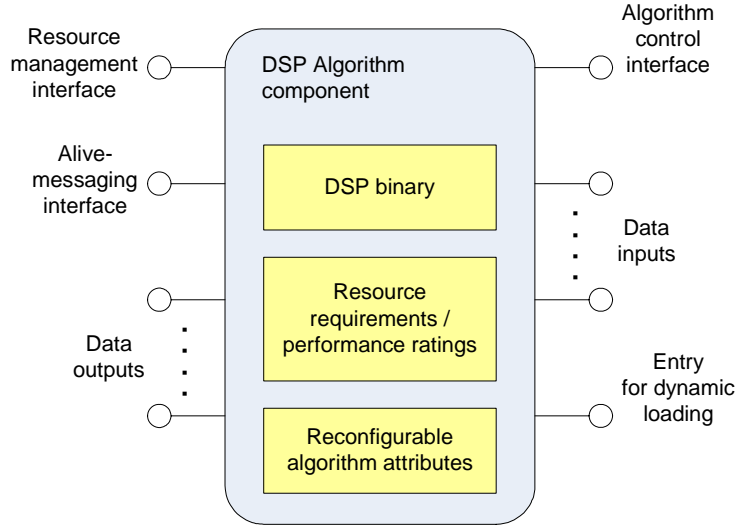 Resource
management
interface
Alive-
messaging
interface
Data
outputs
DSP Algorithm
component
DSP binary
Resource
requirements /
performance ratings
Reconfigurable
algorithm attributes
Algorithm
control
interface
Data
inputs
Entry
for dynamic
loading